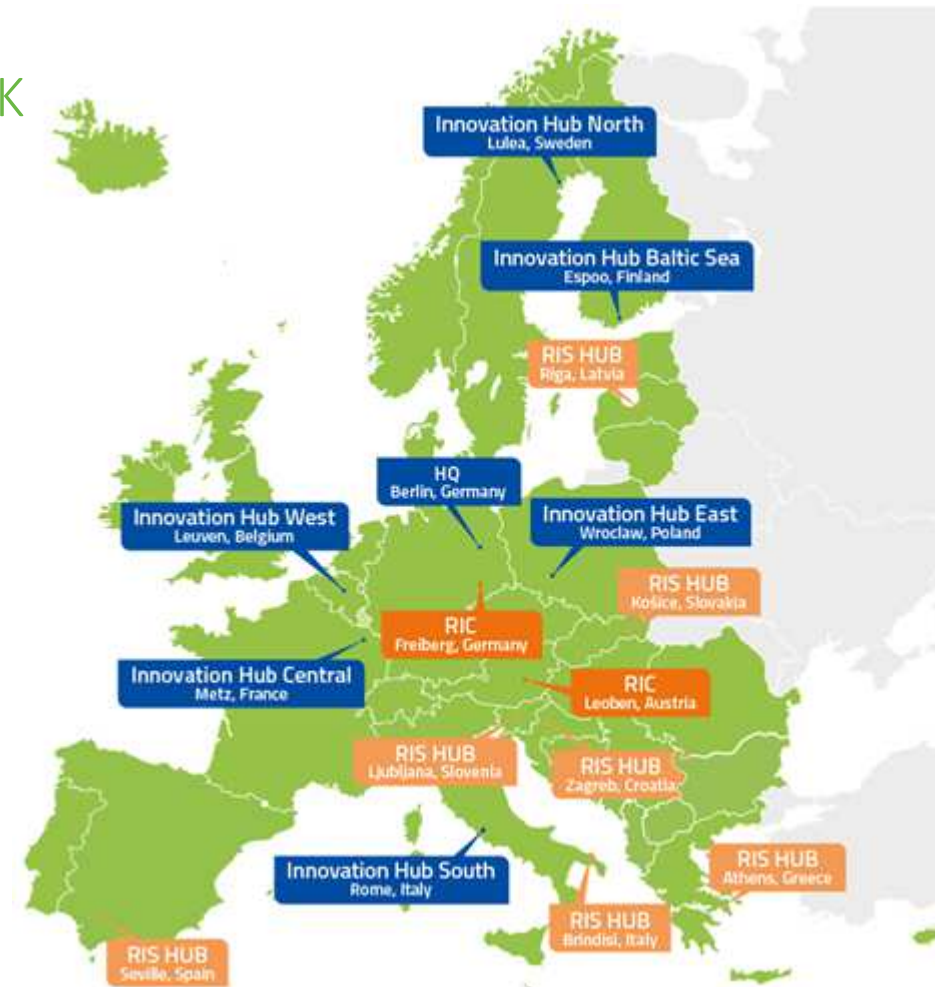 K
Innovation Hub North
Lulea, Sweden
Innovation Hub Baltic Sea
Espoo, Finland
RIS HUB
Riga, Latvia
HQ
Berlin, Germany
Innovation Hub West
Leuven, Belgium
Innovation Hub East
Wroclaw, Poland
RIS HUB
Košice, Slovakia
RIC
Freiberg, Germany
Innovation Hub Central
Metz, France
RIC
Leoben, Austria
RIS HUB
Ljubljana, Slovenia
RIS HUB
Zagreb, Croatia
Innovation Hub South
Rome, Italy
RIS HUB
Athens, Greece
RIS HUB
Brindisi, Italy
RIS HUB
Seville, Spain